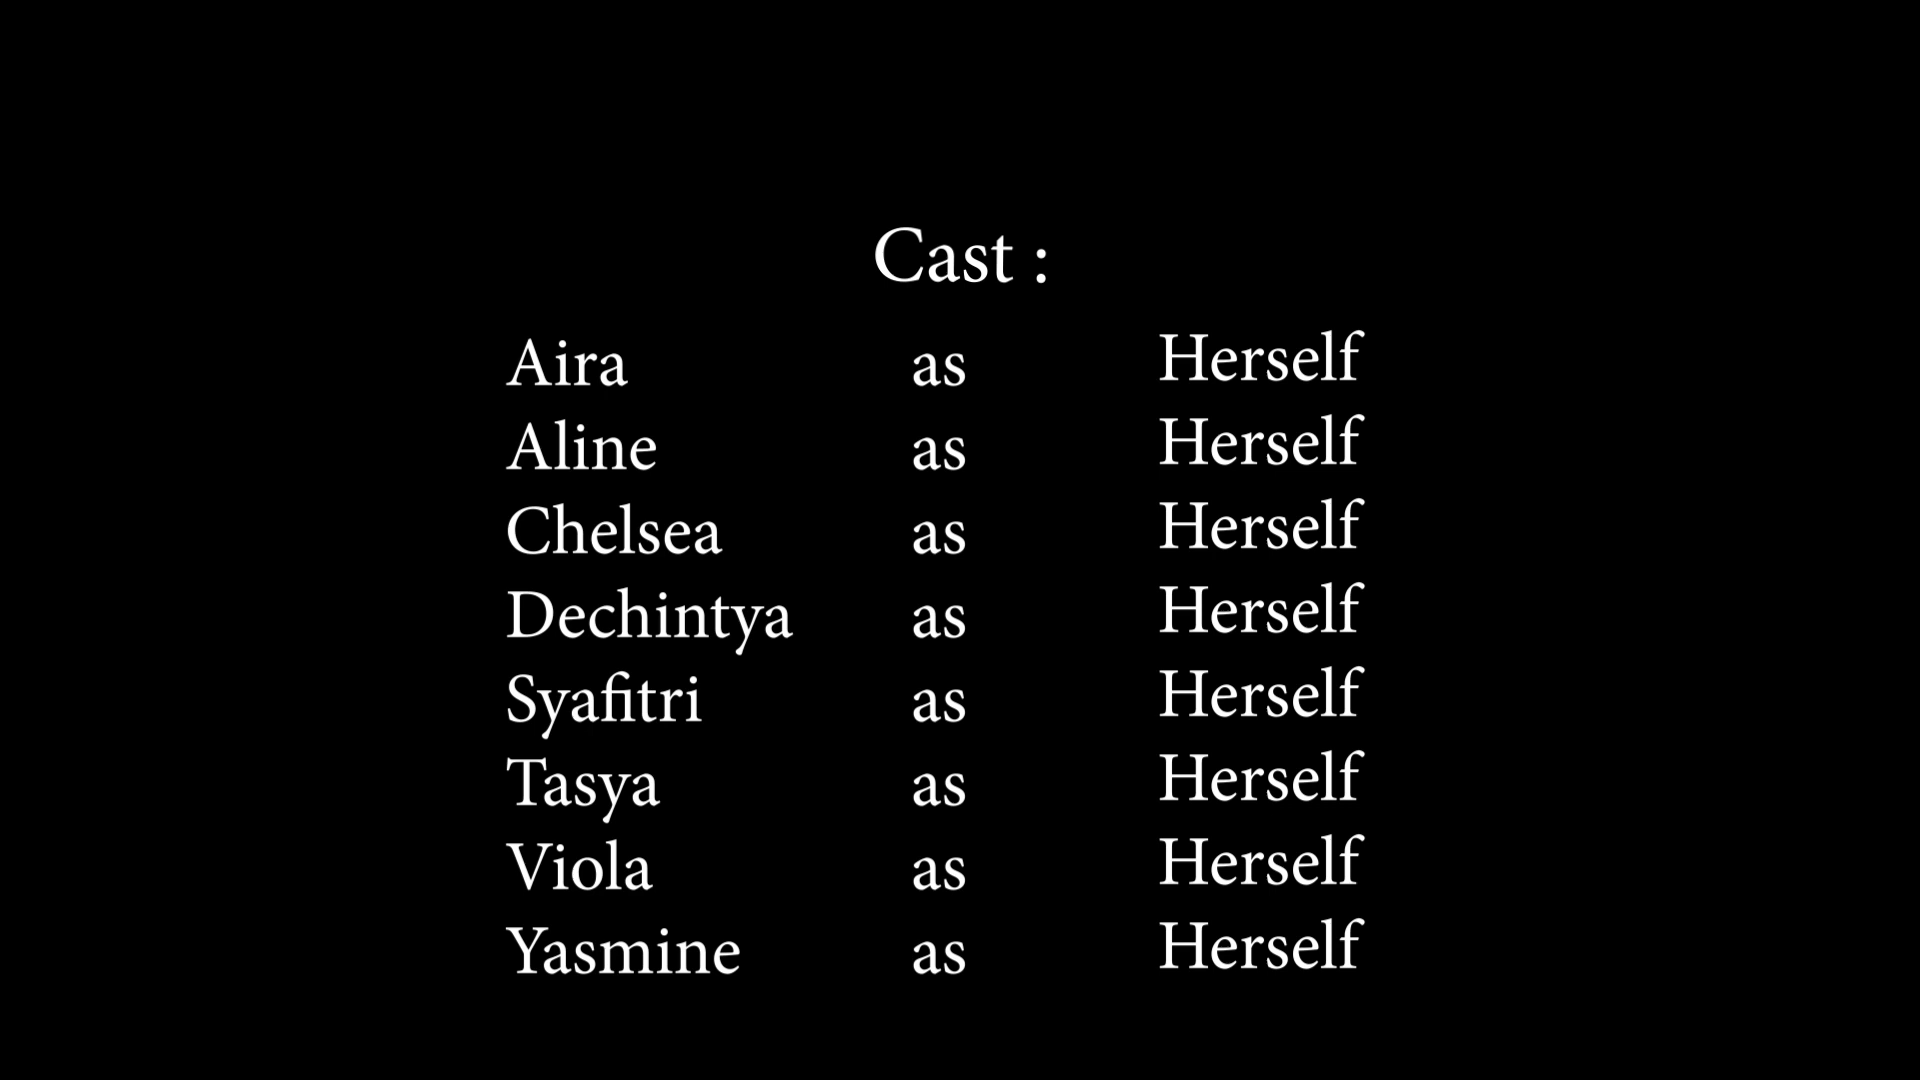 Cast :
Aira as Herself
Aline as Herself
Chelsea as Herself
Dechintya as Herself
Syafitri as Herself
Tasya as Herself
Viola as Herself
Yasmine as Herself